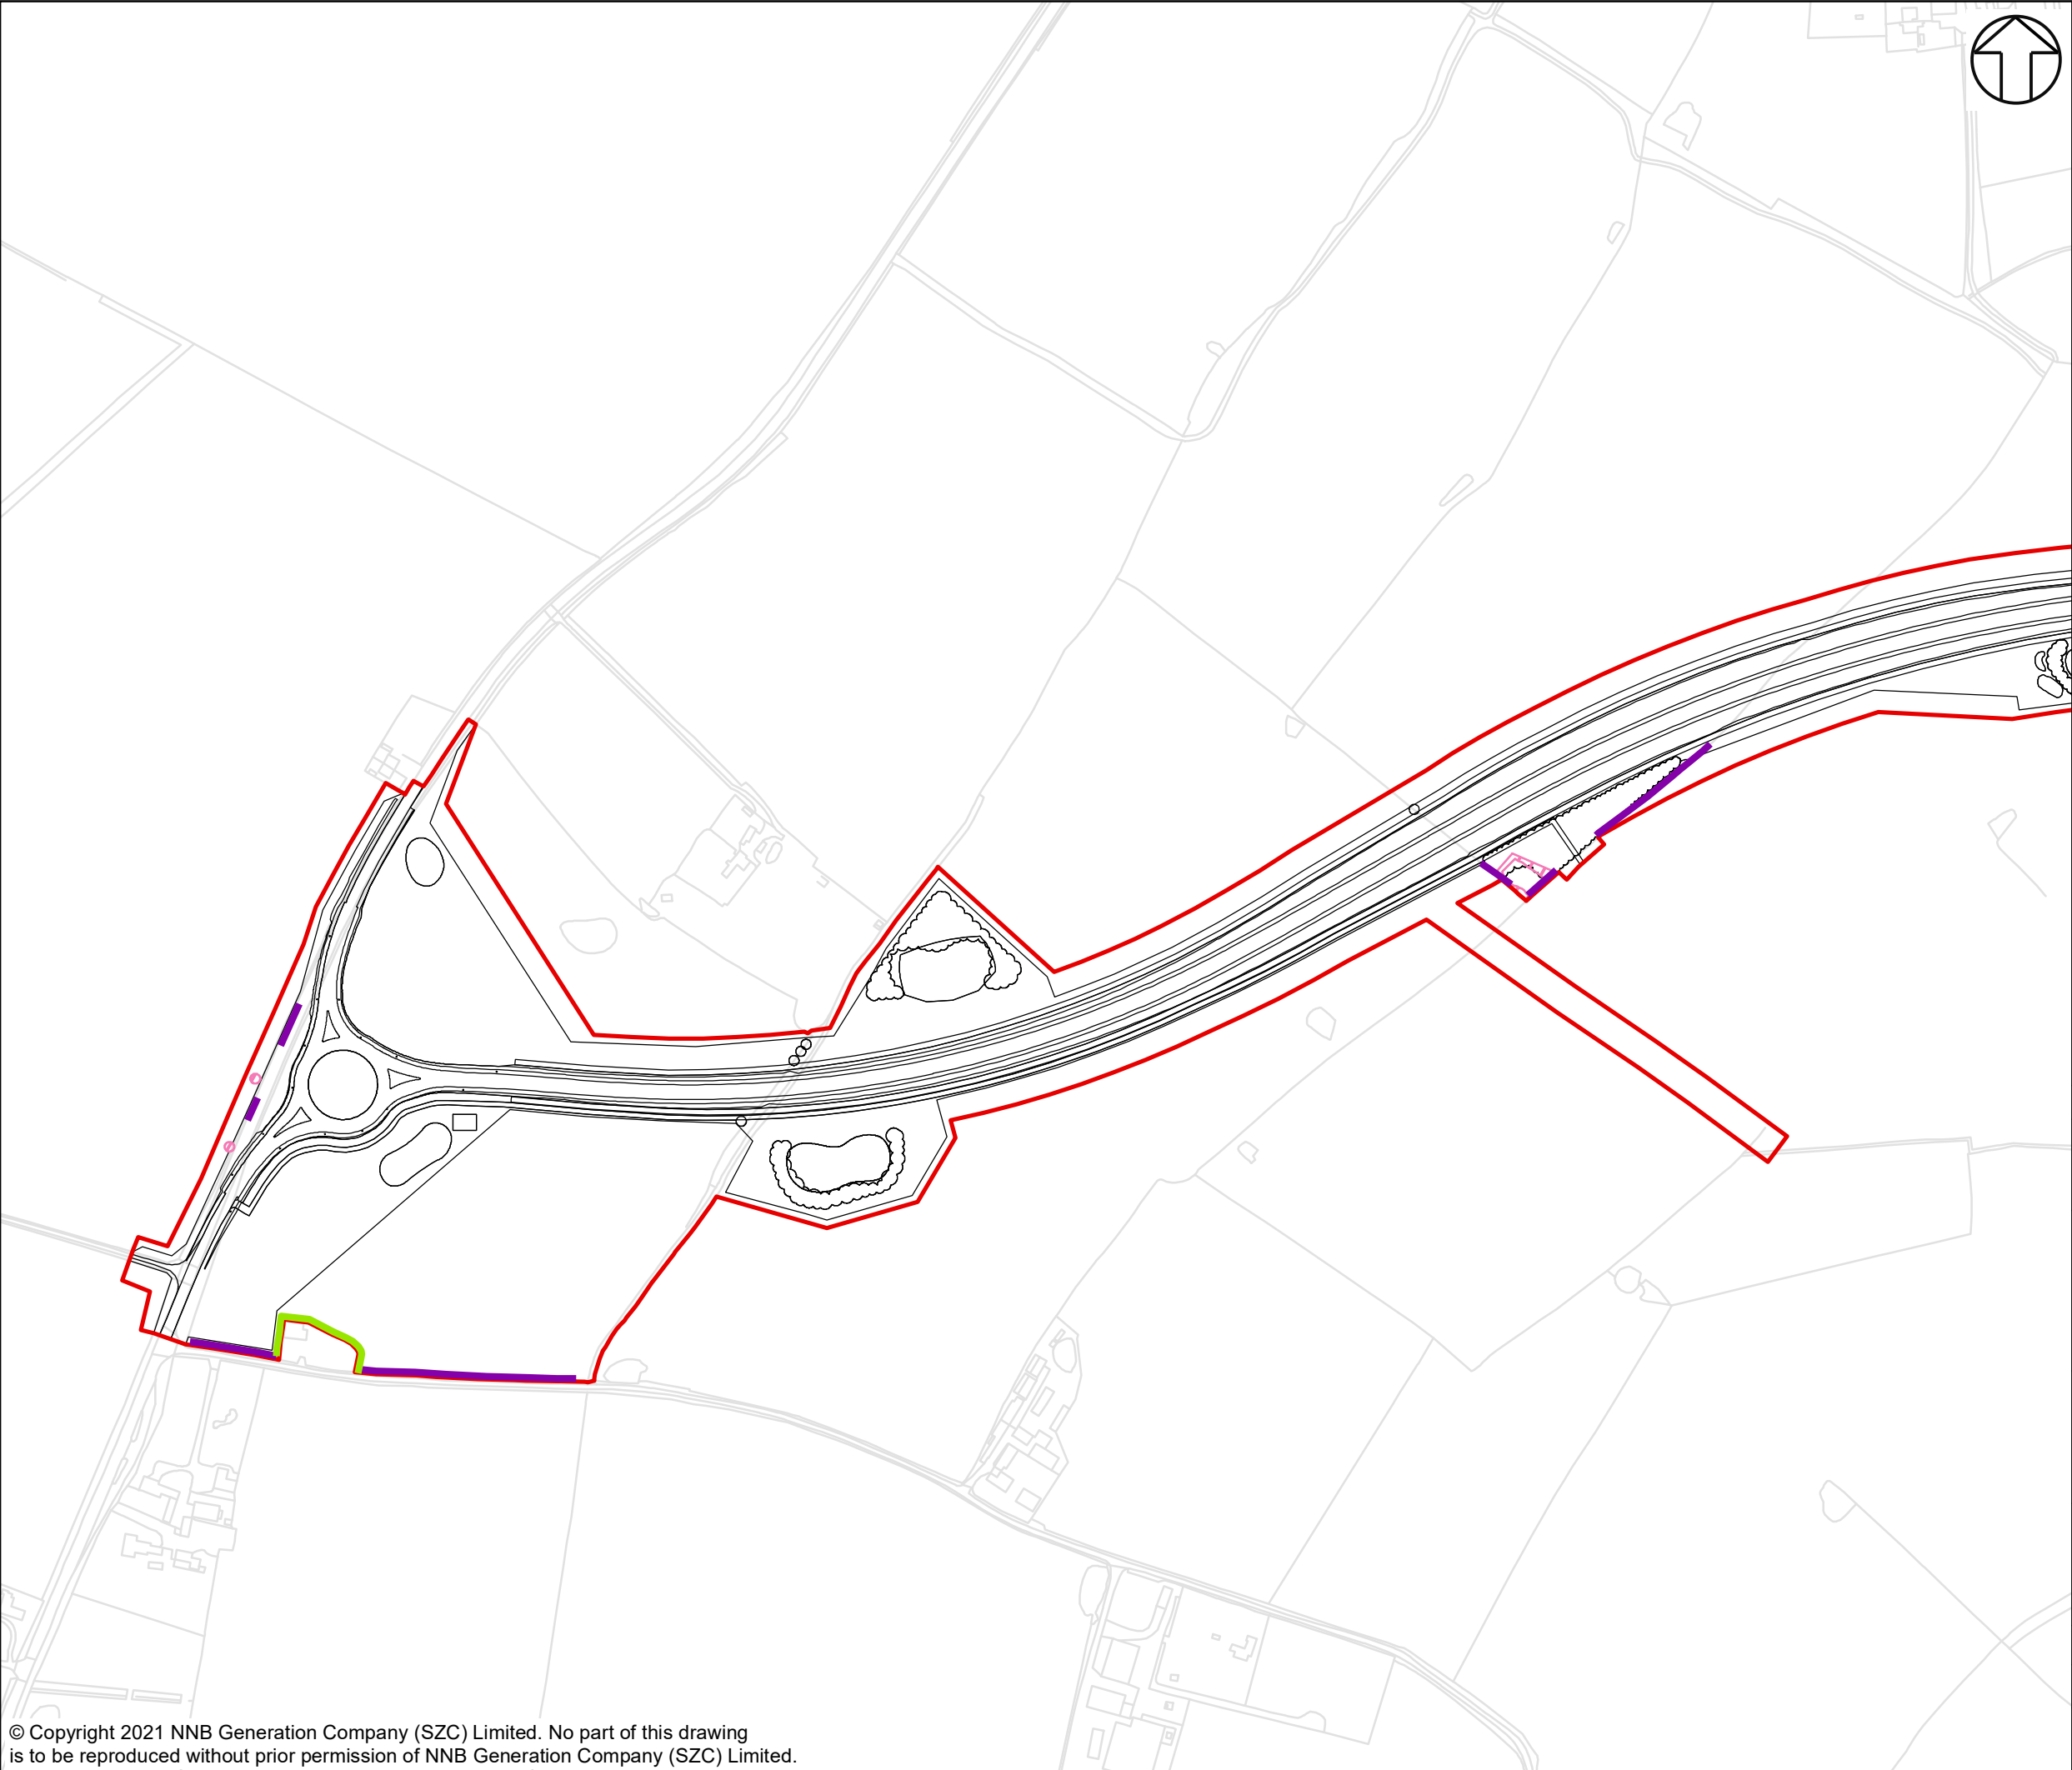 © Copyright 2021 NNB Generation Company (SZC) Limited. No part of this drawing
is to be reproduced without prior permission of NNB Generation Company (SZC) Limited.